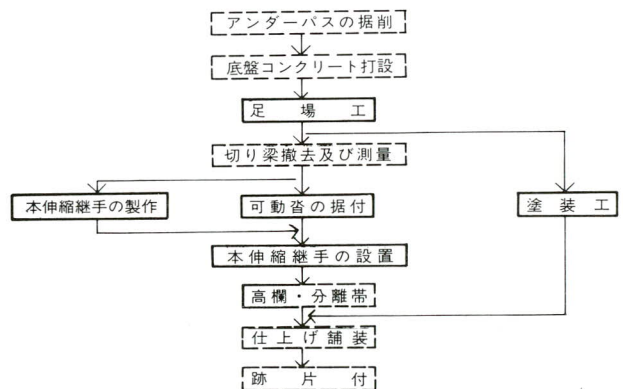 アンダーパスの据削
底盤コンクリート打設
足場工
切り梁撤去及び測量
本伸縮継手の製作
可動沓の据付
塗装工
本伸縮継手の設置
高欄・分離帯
仕上げ舗装
跡片付